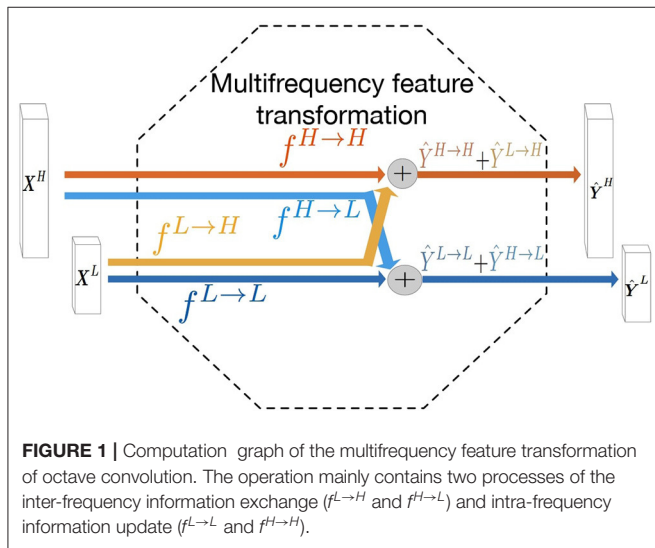 Multifrequency feature
transformation
f^{H→H}
Ŷ^{H→H}+Ŷ^{L→H}
X^H
Ŷ^H
f^{H→L}
f^{L→H}
X^L
Ŷ^{L→L}+Ŷ^{H→L}
Ŷ^L
f^{L→L}
+
+
FIGURE 1 | Computation graph of the multifrequency feature transformation
of octave convolution. The operation mainly contains two processes of the
inter-frequency information exchange (f^{L→H} and f^{H→L}) and intra-frequency
information update (f^{L→L} and f^{H→H}).